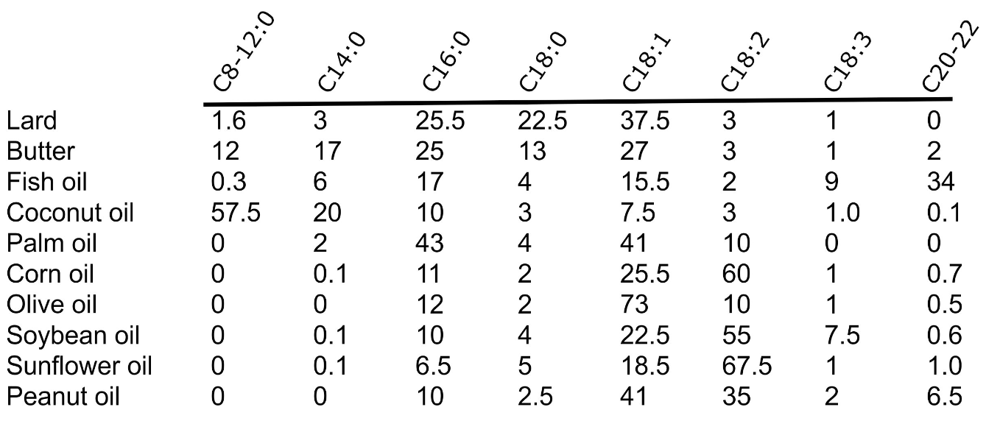 C8-12:0 C14:0 C16:0 C18:0 C18:1 C18:2 C18:3 C20-22
Lard 1.6 3 25.5 22.5 37.5 3 1 0
Butter 12 17 25 13 27 3 1 2
Fish oil 0.3 6 17 4 15.5 2 9 34
Coconut oil 57.5 20 10 3 7.5 3 1.0 0.1
Palm oil 0 2 43 4 41 10 0 0
Corn oil 0 0.1 11 2 25.5 60 1 0.7
Olive oil 0 0 12 2 73 10 1 0.5
Soybean oil 0 0.1 10 4 22.5 55 7.5 0.6
Sunflower oil 0 0.1 6.5 5 18.5 67.5 1 1.0
Peanut oil 0 0 10 2.5 41 35 2 6.5